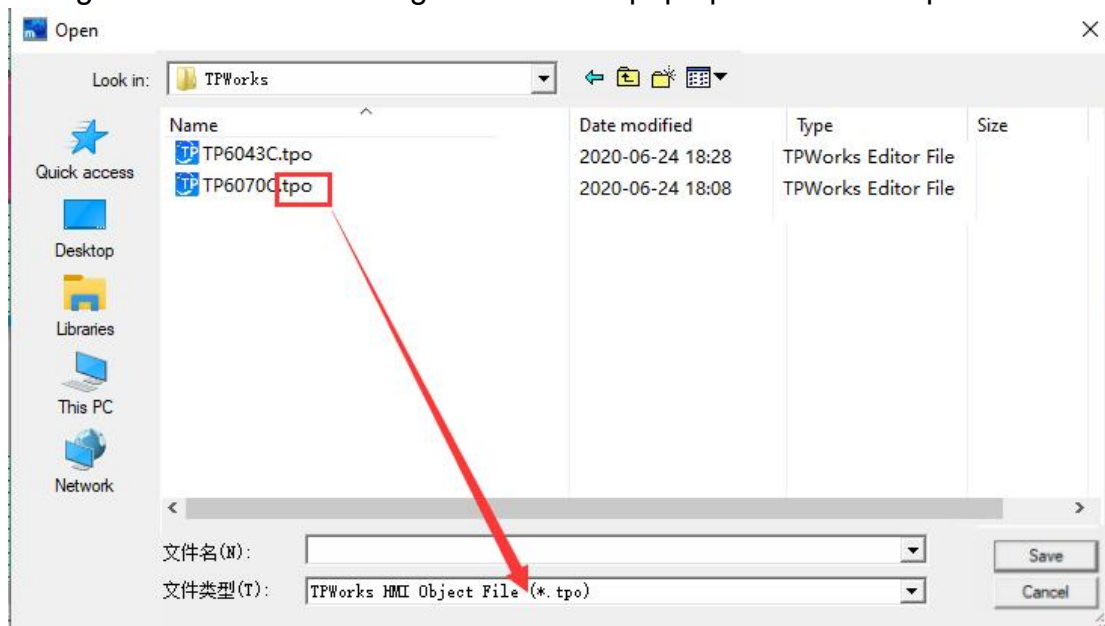 Open
Look in: TPWorks
Name Date modified Type Size
TP6043C.tpo 2020-06-24 18:28 TPWorks Editor File
TP6070C.tpo 2020-06-24 18:08 TPWorks Editor File
Quick access
Desktop
Libraries
This PC
Network
文件名(N):
Save
文件类型(T): TPWorks HMI Object File (*.tpo)
Cancel